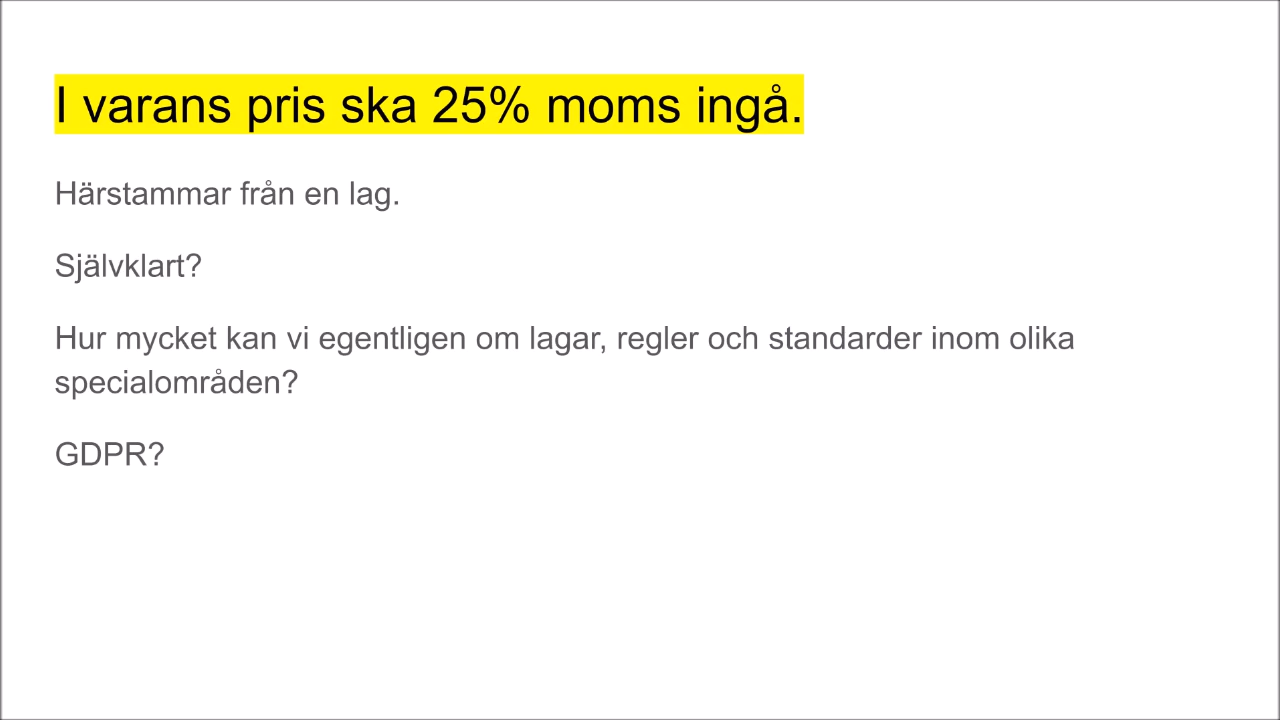 I varans pris ska 25% moms ingå.
Härstammar från en lag.
Självklart?
Hur mycket kan vi egentligen om lagar, regler och standarder inom olika
specialområden?
GDPR?